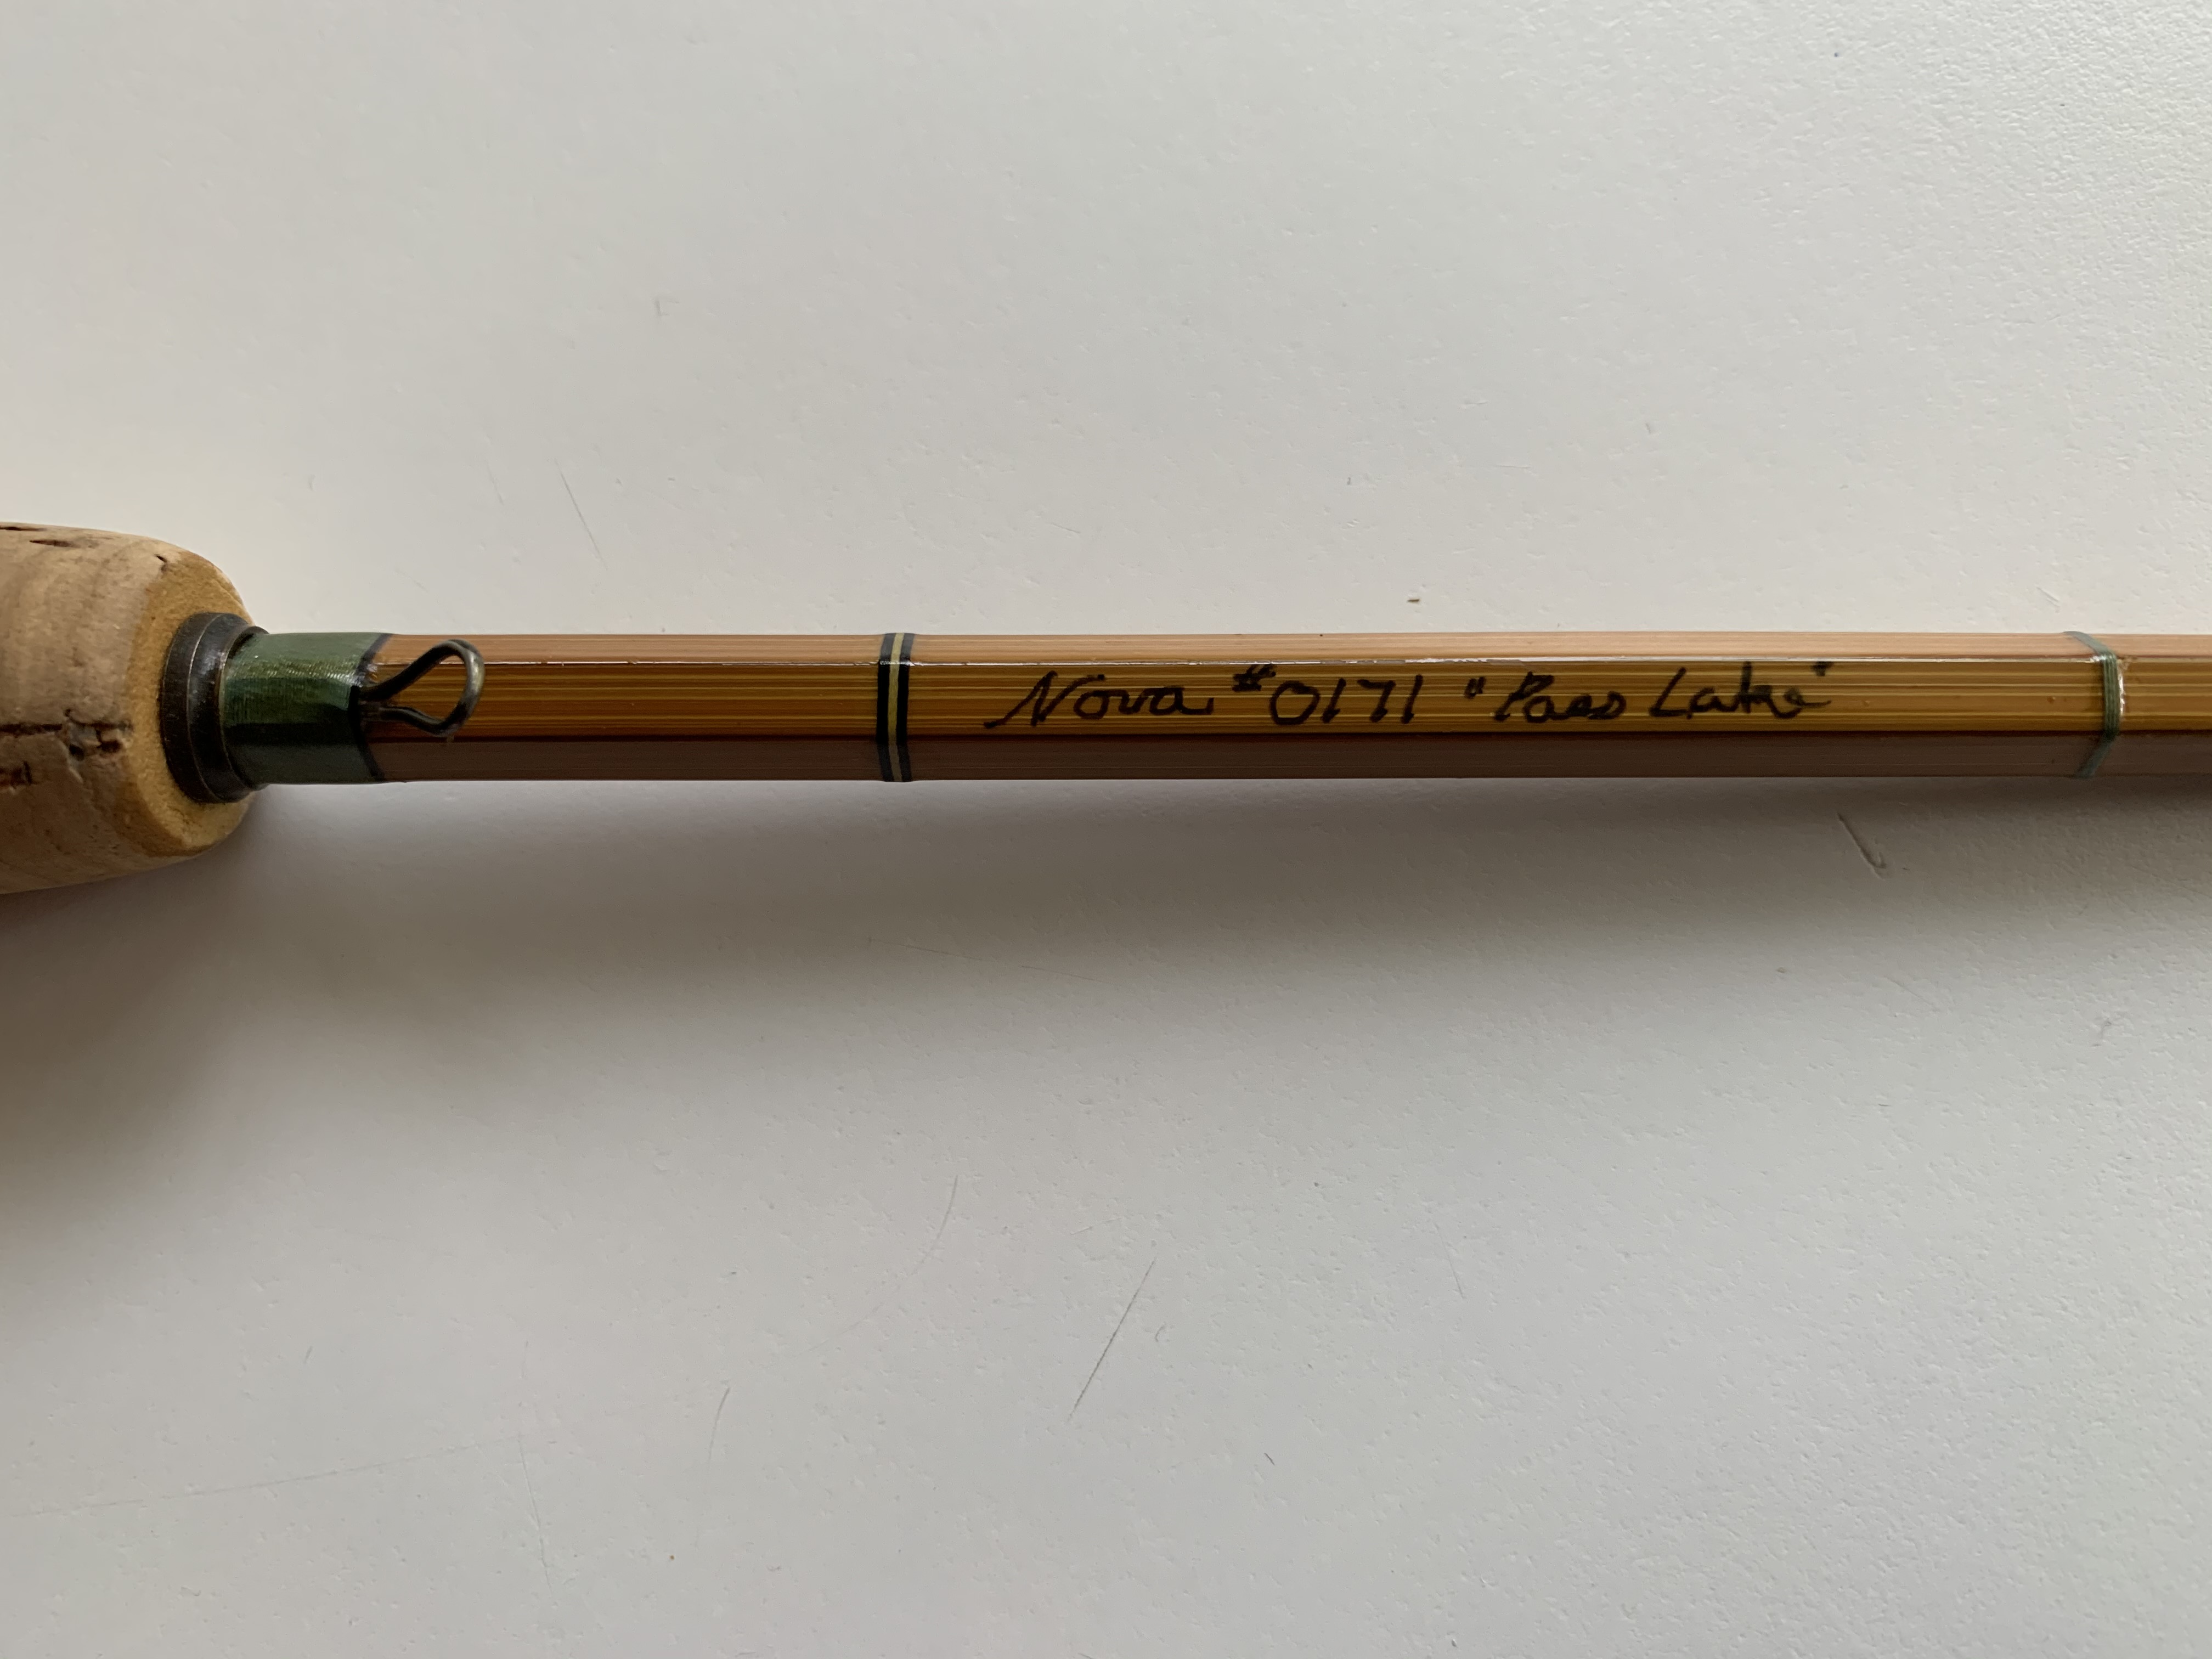 Nova #0171 "Pass Lake"